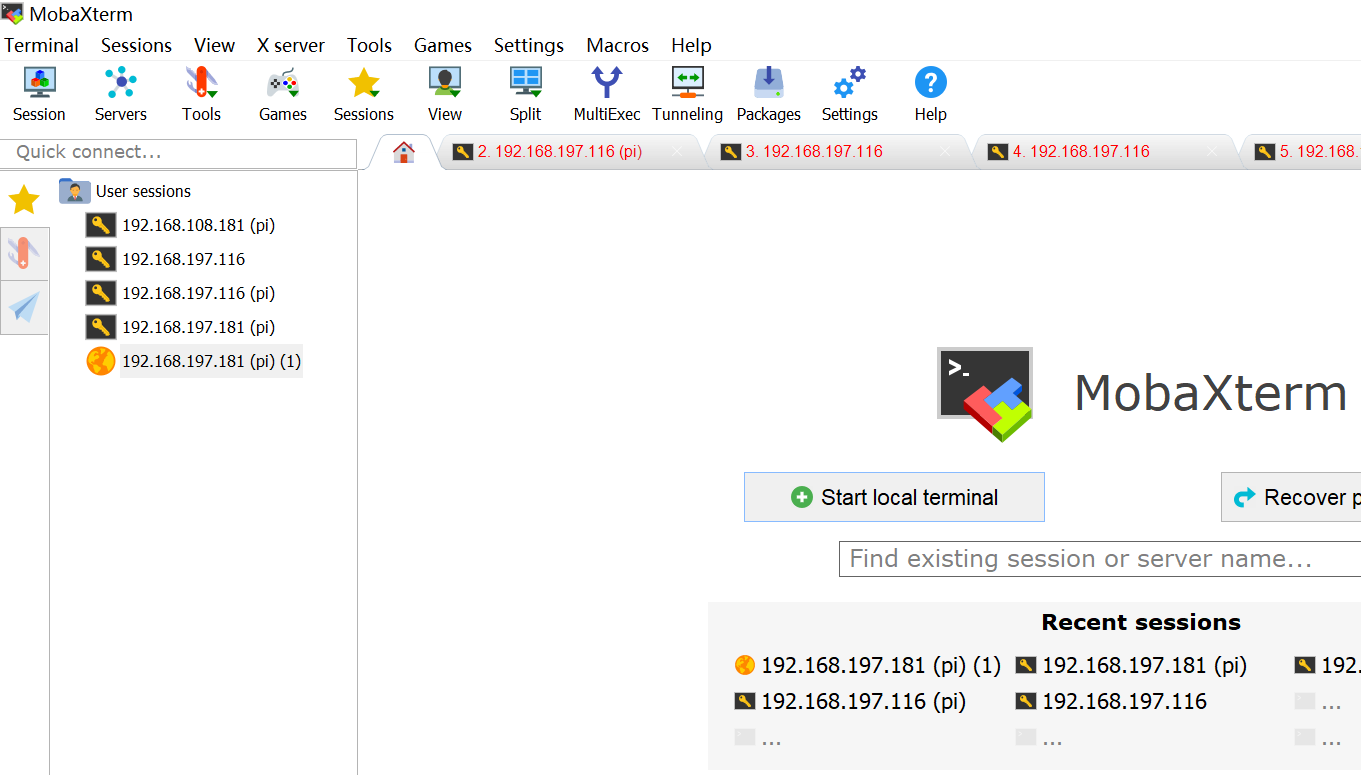 MobaXterm
Terminal Sessions View X server Tools Games Settings Macros Help
Session Servers Tools Games Sessions View Split MultiExec Tunneling Packages Settings Help
Quick connect...
2. 192.168.197.116 (pi) 3. 192.168.197.116 4. 192.168.197.116 5. 192.168.
User sessions
192.168.108.181 (pi)
192.168.197.116
192.168.197.116 (pi)
192.168.197.181 (pi)
192.168.197.181 (pi) (1)
>_ MobaXterm
Start local terminal Recover p
Find existing session or server name...
Recent sessions
192.168.197.181 (pi) (1) 192.168.197.181 (pi) 192.
192.168.197.116 (pi) 192.168.197.116 ...
... ... ...